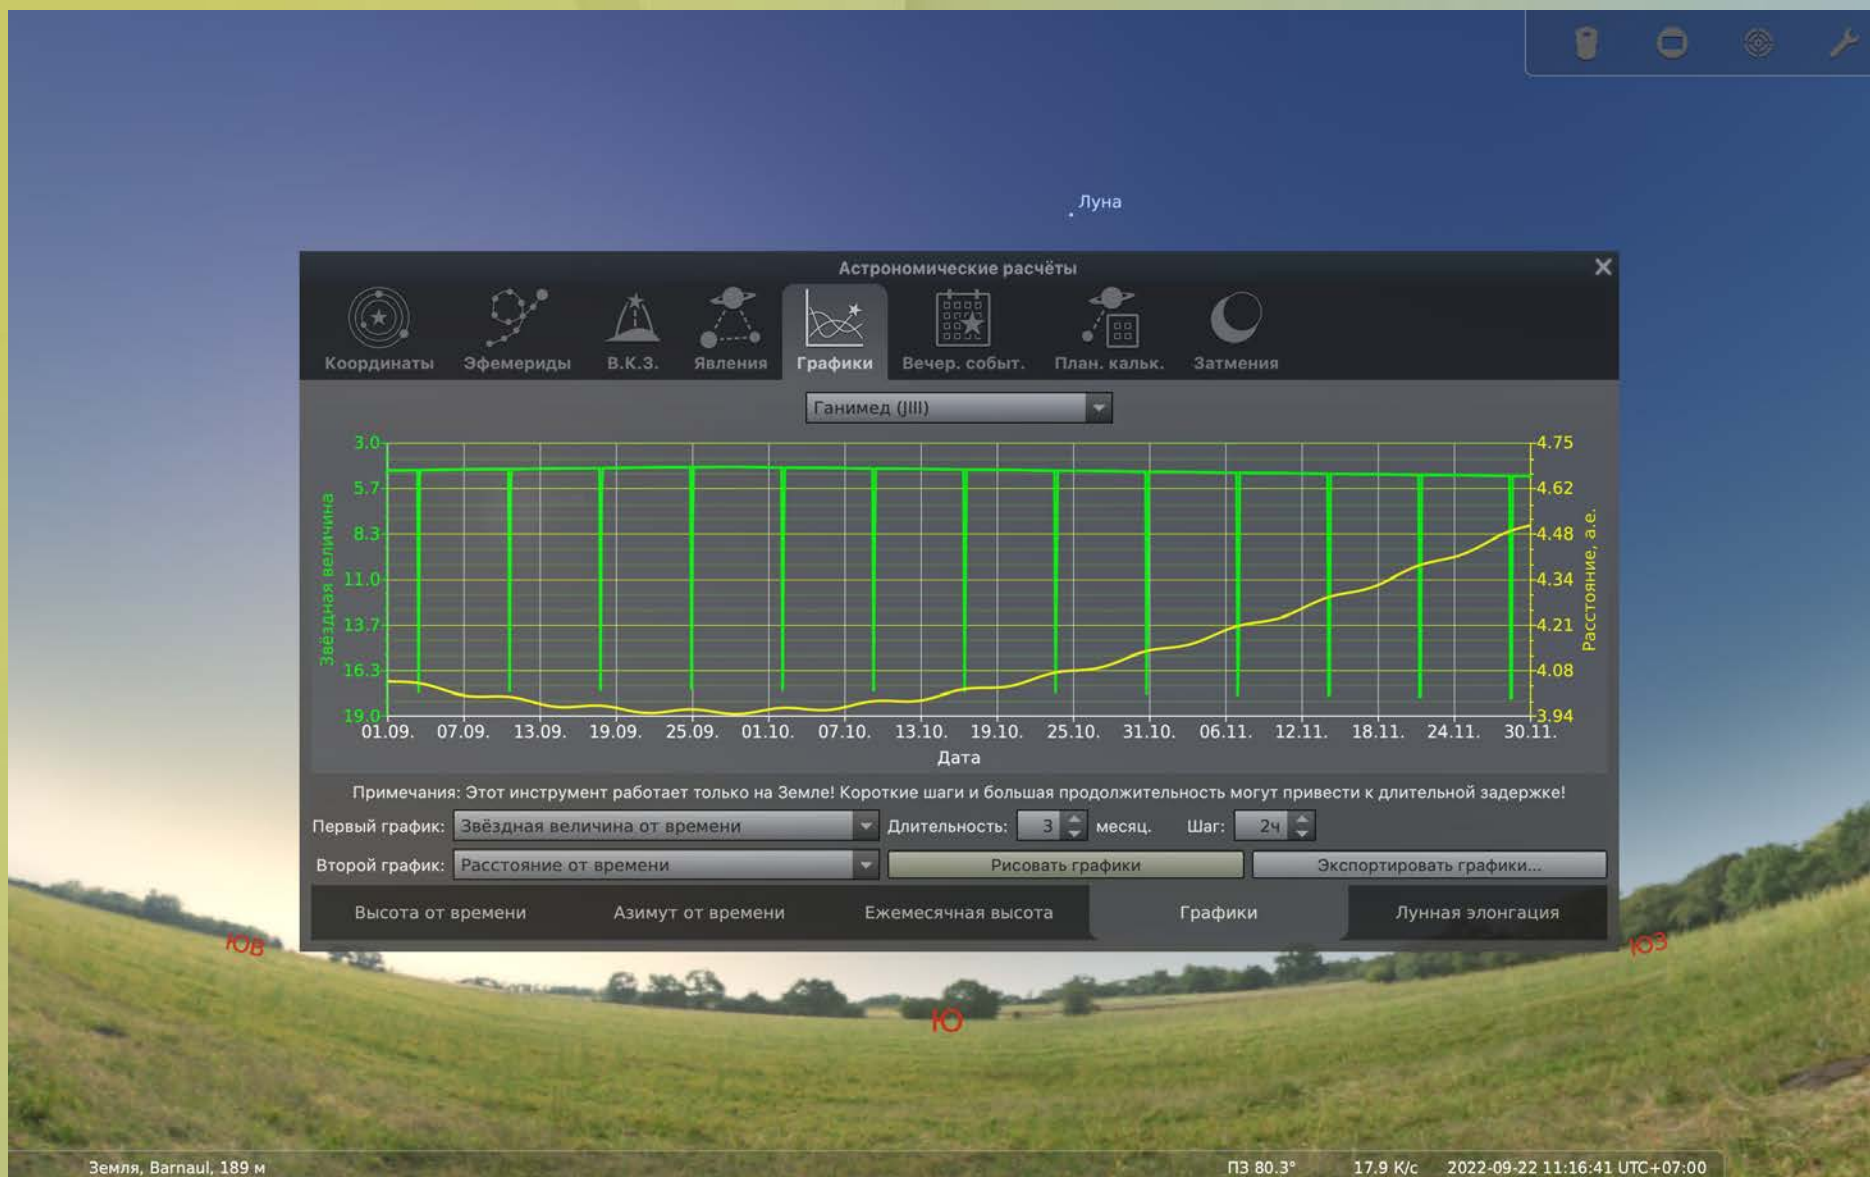 Луна
Астрономические расчёты
Координаты Эфемериды В.К.З. Явления Графики Вечер. событ. План. кальк. Затмения
Ганимед (JIII)
Звёздная величина
3.0
5.7
8.3
11.0
13.7
16.3
19.0
4.75
4.62
4.48
4.34
4.21
4.08
3.94
Расстояние, а.е.
01.09. 07.09. 13.09. 19.09. 25.09. 01.10. 07.10. 13.10. 19.10. 25.10. 31.10. 06.11. 12.11. 18.11. 24.11. 30.11.
Дата
Примечания: Этот инструмент работает только на Земле! Короткие шаги и большая продолжительность могут привести к длительной задержке!
Первый график: Звёздная величина от времени Длительность: 3 месяц. Шаг: 2ч
Второй график: Расстояние от времени Рисовать графики Экспортировать графики...
Высота от времени Азимут от времени Ежемесячная высота Графики Лунная элонгация
ЮВ
ЮЗ
Ю
Земля, Barnaul, 189 м ПЗ 80.3° 17.9 К/с 2022-09-22 11:16:41 UTC+07:00